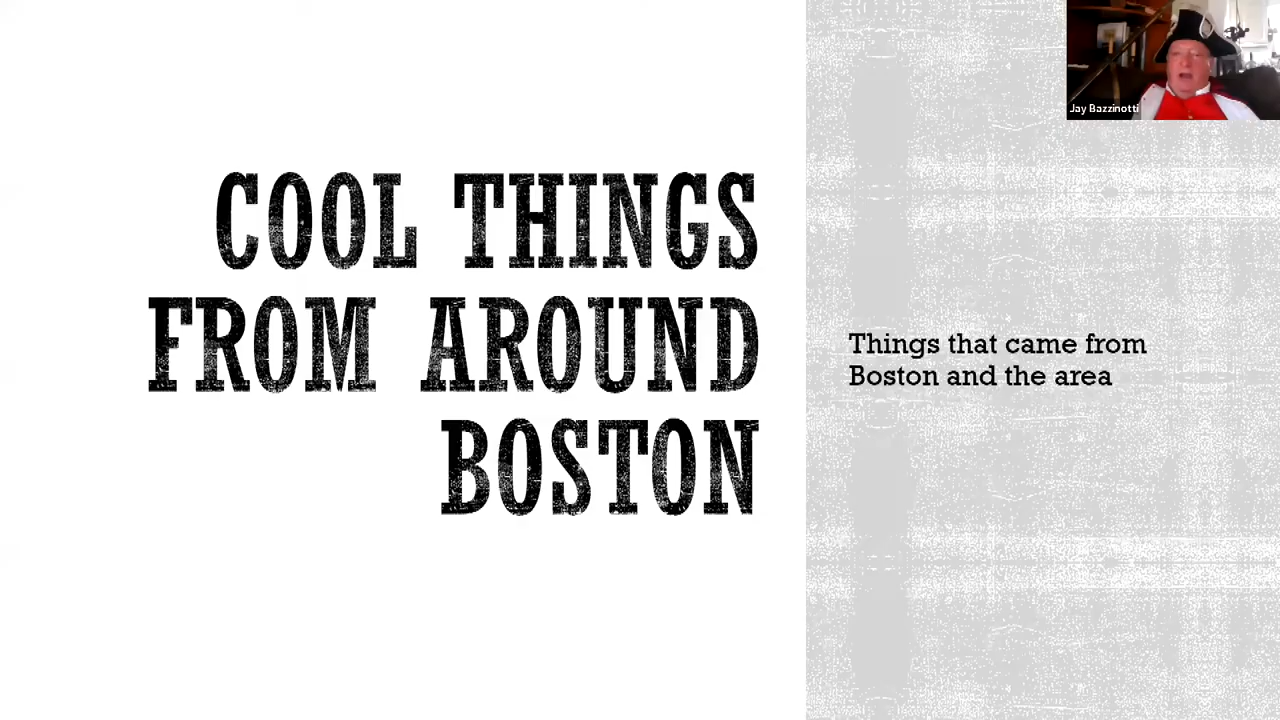 COOL THINGS
FROM AROUND
BOSTON
Things that came from
Boston and the area
Jay Bazzinotti